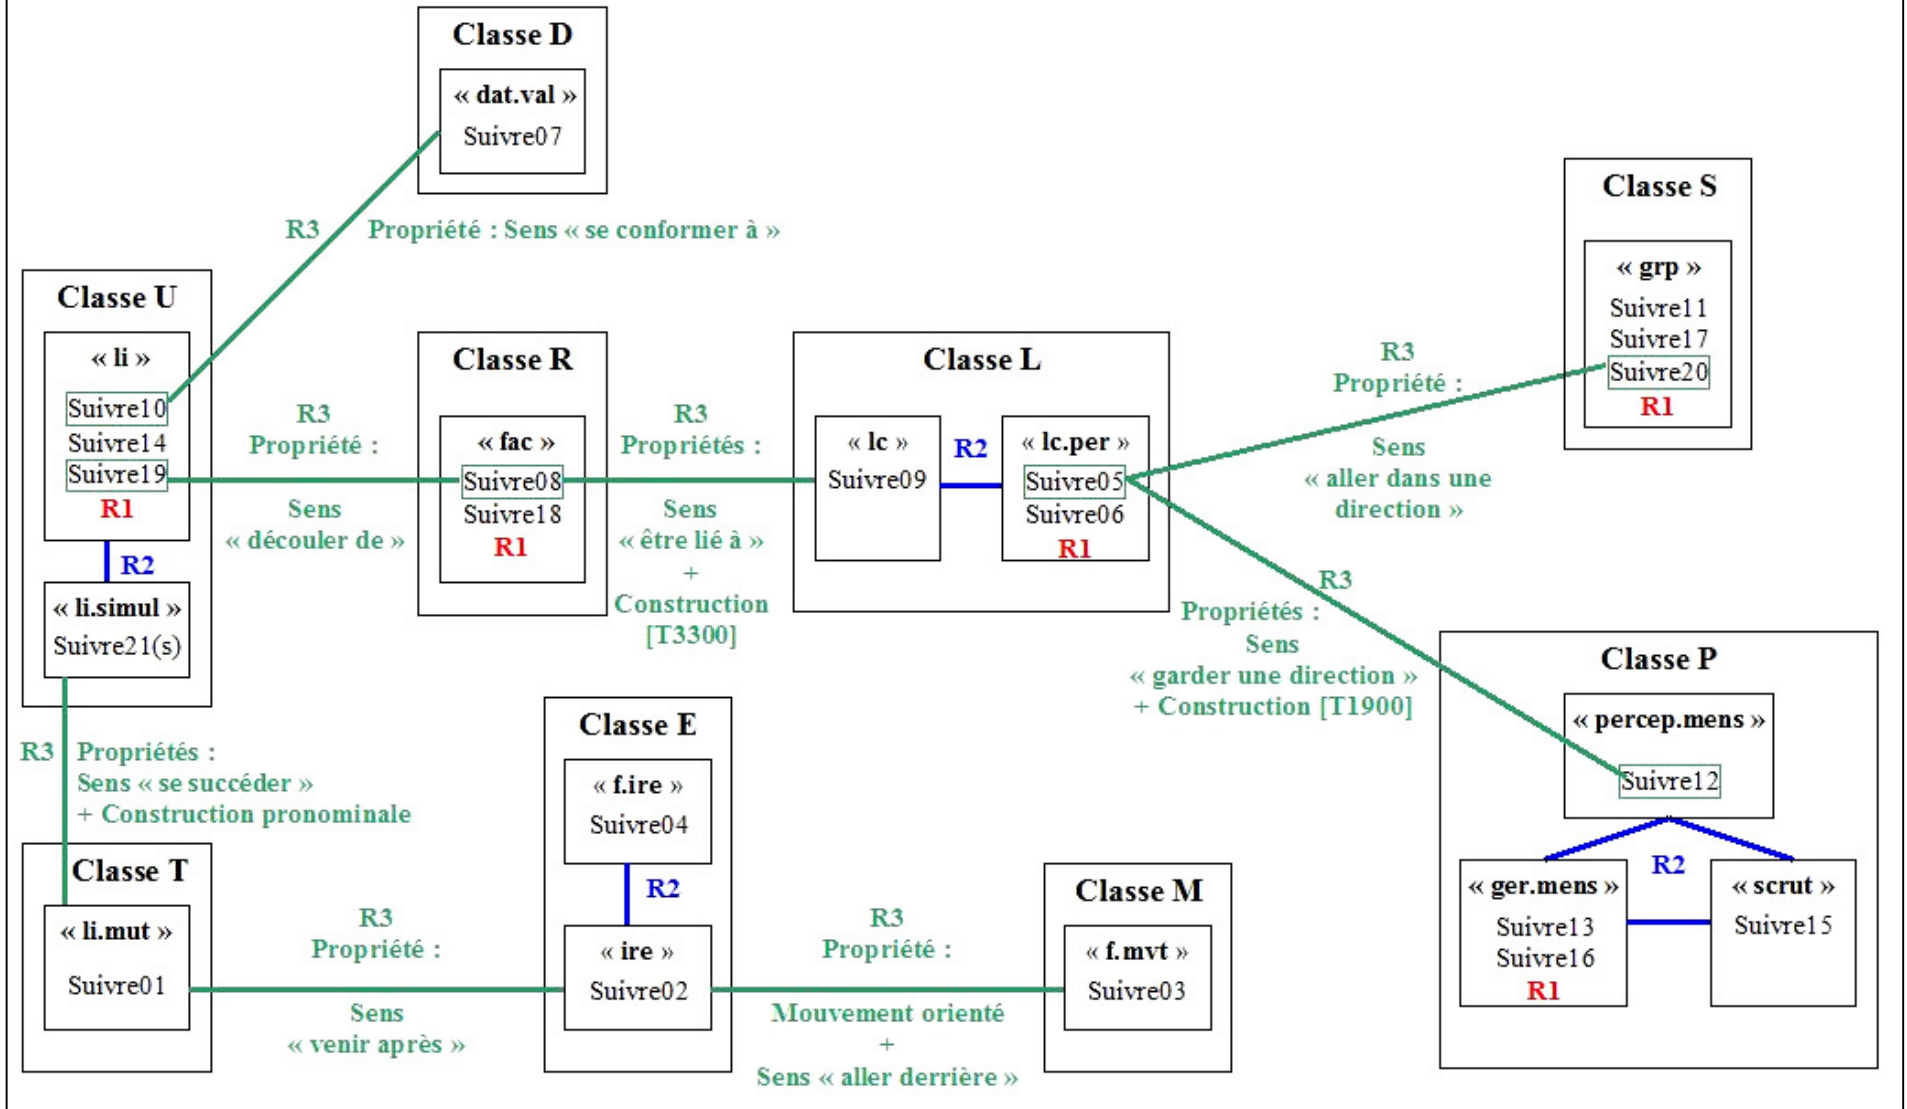 Classe D
« dat.val »
Suivre07
R3
Propriété : Sens « se conformer à »
Classe U
« li »
Suivre10
Suivre14
Suivre19
R1
R2
« li.simul »
Suivre21(s)
R3
Propriété :
Sens
« découler de »
Classe R
« fac »
Suivre08
Suivre18
R1
R3
Propriétés :
Sens
« être lié à »
+
Construction
[T3300]
Classe L
« lc »
Suivre09
R2
« lc.per »
Suivre05
Suivre06
R1
R3
Propriété :
Sens
« aller dans une
direction »
Classe S
« grp »
Suivre11
Suivre17
Suivre20
R1
R3
Propriétés :
Sens
« garder une direction »
+ Construction [T1900]
Classe P
« percep.mens »
Suivre12
R2
« ger.mens »
Suivre13
Suivre16
R1
« scrut »
Suivre15
R3
Propriétés :
Sens « se succéder »
+ Construction pronominale
Classe T
« li.mut »
Suivre01
R3
Propriété :
Sens
« venir après »
Classe E
« f.ire »
Suivre04
R2
« ire »
Suivre02
R3
Propriété :
Mouvement orienté
+
Sens « aller derrière »
Classe M
« f.mvt »
Suivre03